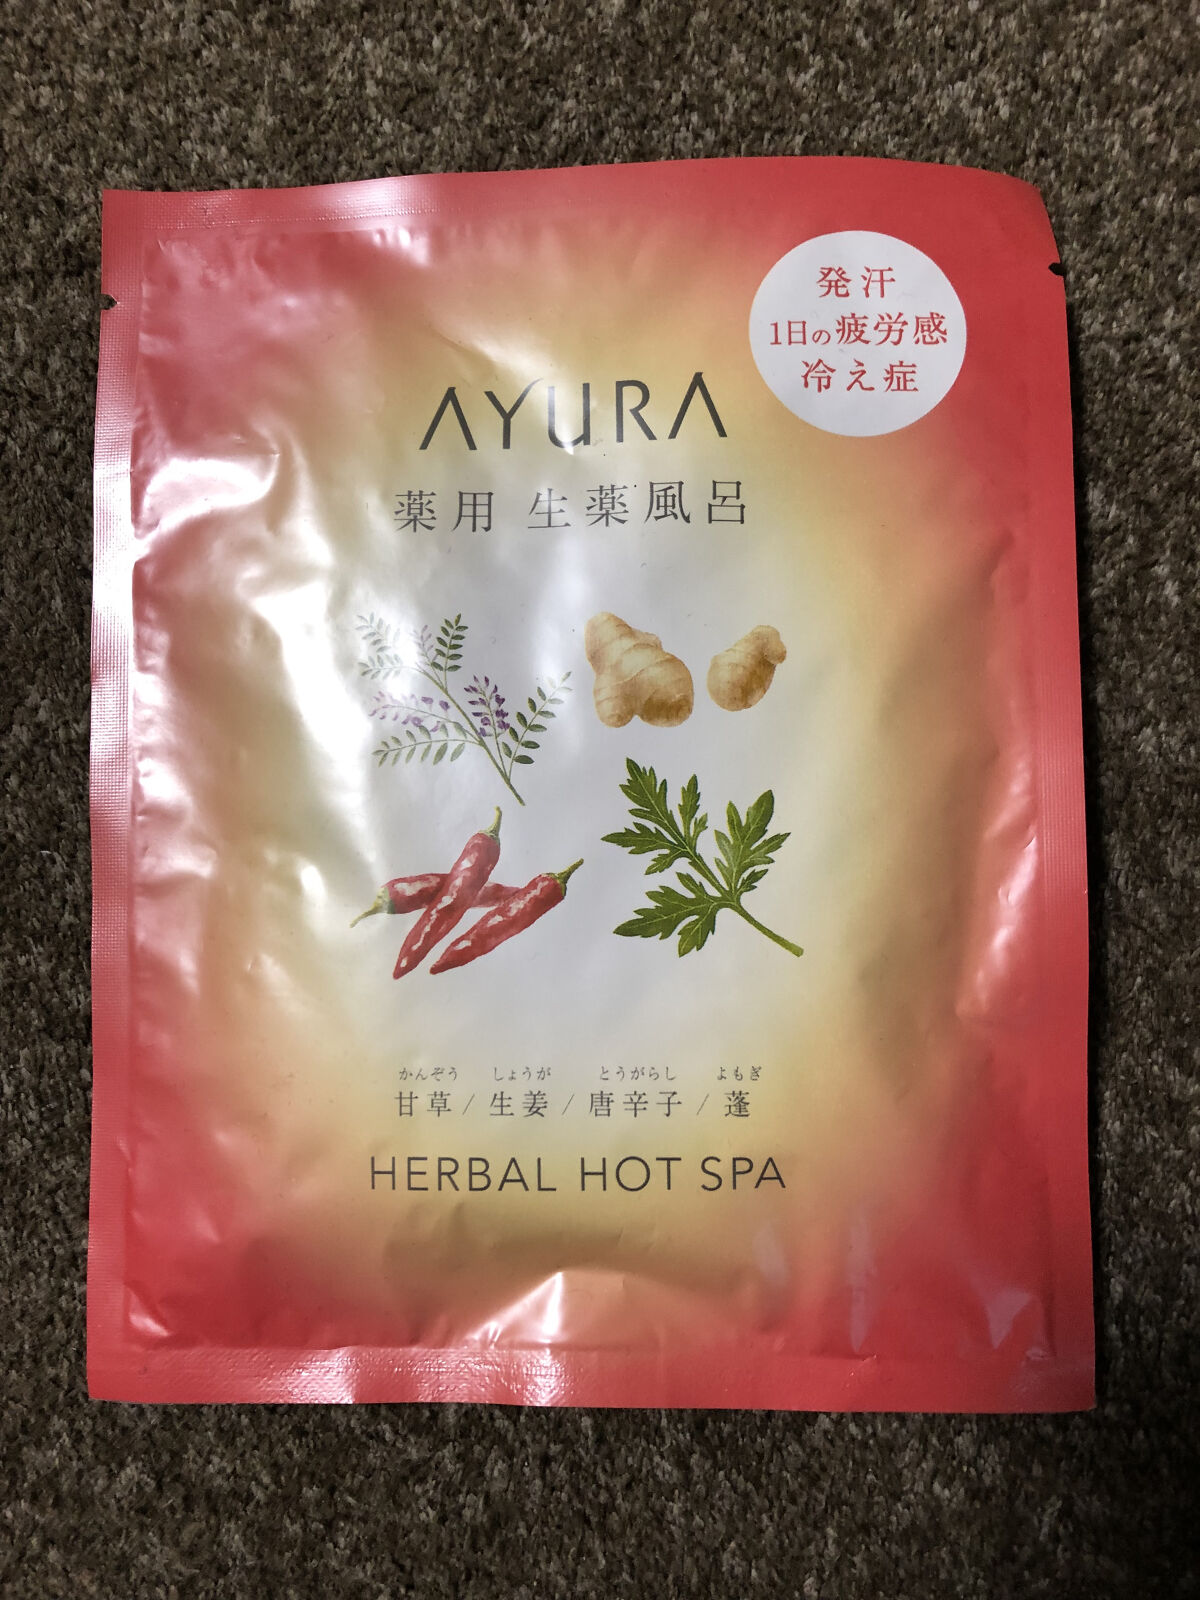 発汗
1日の疲労感
冷え症
AYURA
薬用 生薬風呂
かんぞう しょうが とうがらし よもぎ
甘草/生姜/唐辛子/蓬
HERBAL HOT SPA